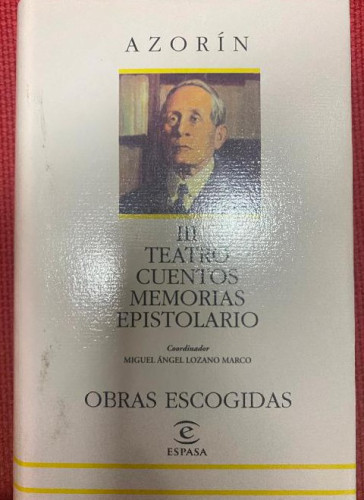 AZORÍN
III
TEATRO
CUENTOS
MEMORIAS
EPISTOLARIO
Coordinador
MIGUEL ÁNGEL LOZANO MARCO
OBRAS ESCOGIDAS
e
ESPASA